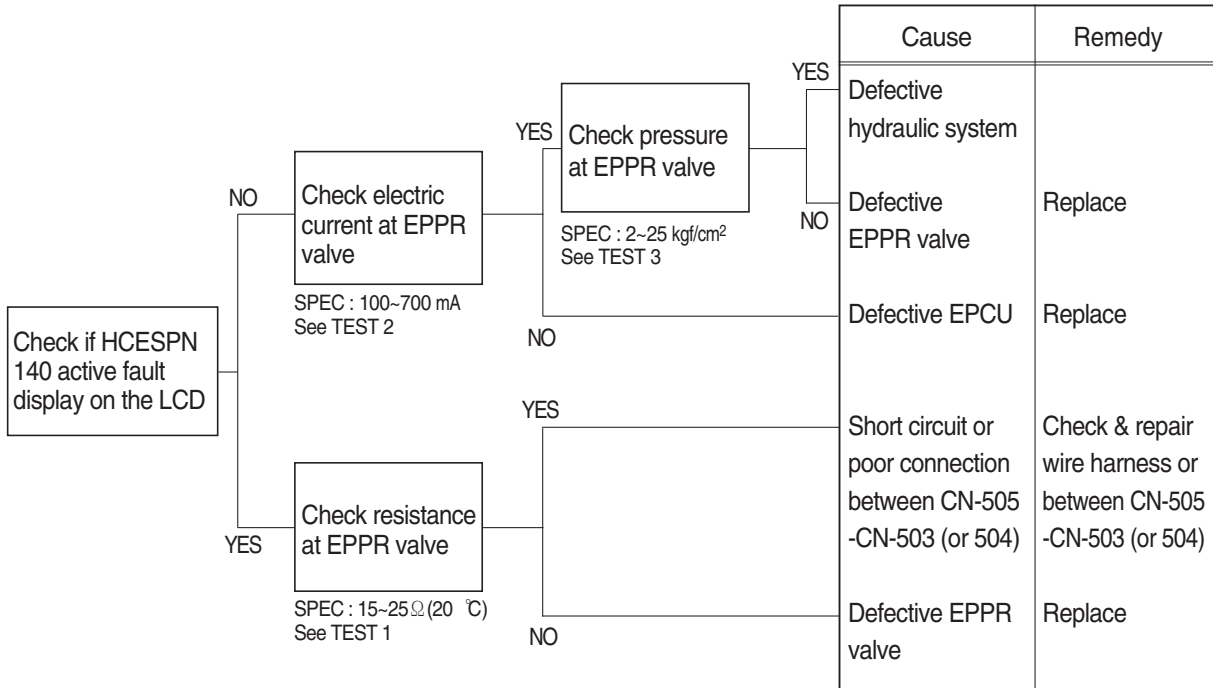 Check if HCESPN
140 active fault
display on the LCD
NO
Check electric
current at EPPR
valve
SPEC : 100~700 mA
See TEST 2
YES
Check pressure
at EPPR valve
SPEC : 2~25 kgf/cm²
See TEST 3
YES
NO
NO
YES
Check resistance
at EPPR valve
SPEC : 15~25Ω(20 ℃)
See TEST 1
YES
NO
Cause
Remedy
Defective
hydraulic system
Defective
EPPR valve
Replace
Defective EPCU
Replace
Short circuit or
poor connection
between CN-505
-CN-503 (or 504)
Check & repair
wire harness or
between CN-505
-CN-503 (or 504)
Defective EPPR
valve
Replace